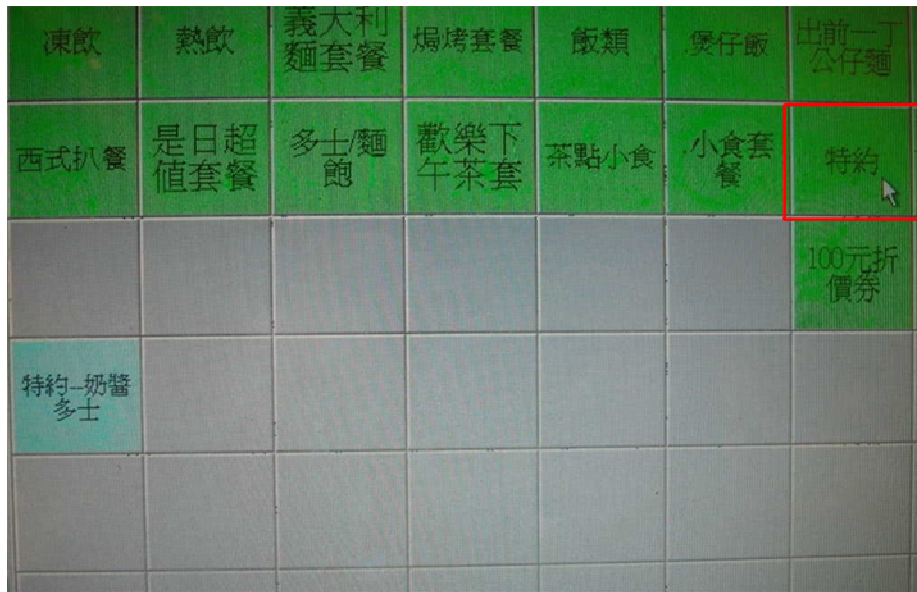 凍飲
熱飲
義大利
麵套餐
焗烤套餐
飯類
煲仔飯
出前一丁
公仔麵
西式扒餐
是日超
值套餐
多士/麵
飽
歡樂下
午茶套
茶點小食
小食套
餐
特約
100元折
價券
特約--奶醬
多士